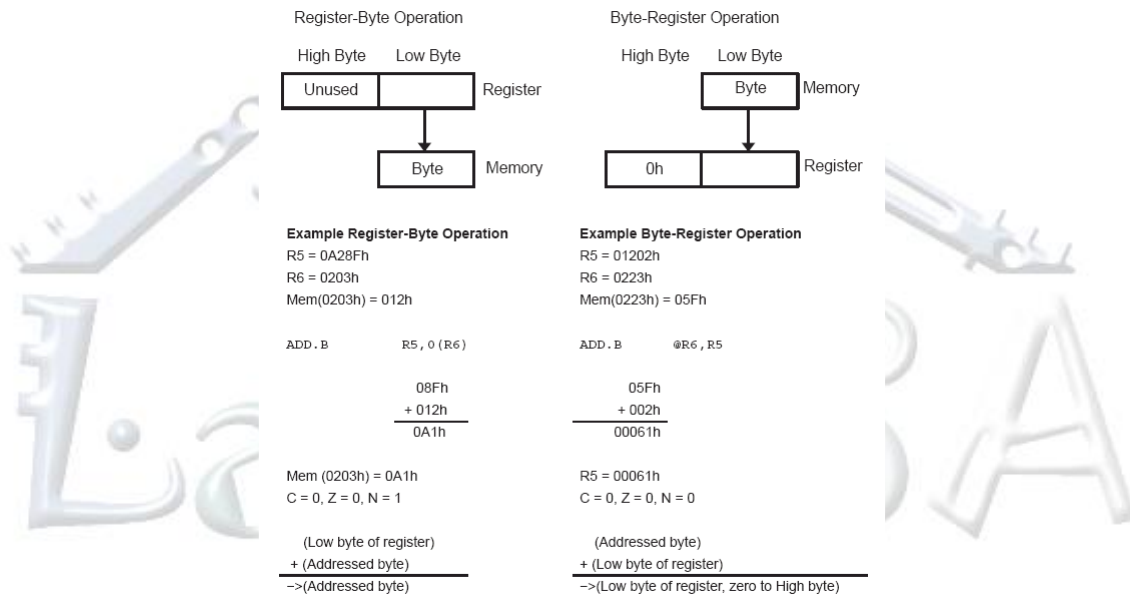 Register-Byte Operation
High Byte Low Byte
Unused Register
Byte Memory
Example Register-Byte Operation
R5 = 0A28Fh
R6 = 0203h
Mem(0203h) = 012h
ADD.B R5,0(R6)
08Fh
+ 012h
0A1h
Mem (0203h) = 0A1h
C = 0, Z = 0, N = 1
(Low byte of register)
+ (Addressed byte)
−>(Addressed byte)
Byte-Register Operation
High Byte Low Byte
Byte Memory
0h Register
Example Byte-Register Operation
R5 = 01202h
R6 = 0223h
Mem(0223h) = 05Fh
ADD.B @R6,R5
05Fh
+ 002h
00061h
R5 = 00061h
C = 0, Z = 0, N = 0
(Addressed byte)
+ (Low byte of register)
−>(Low byte of register, zero to High byte)